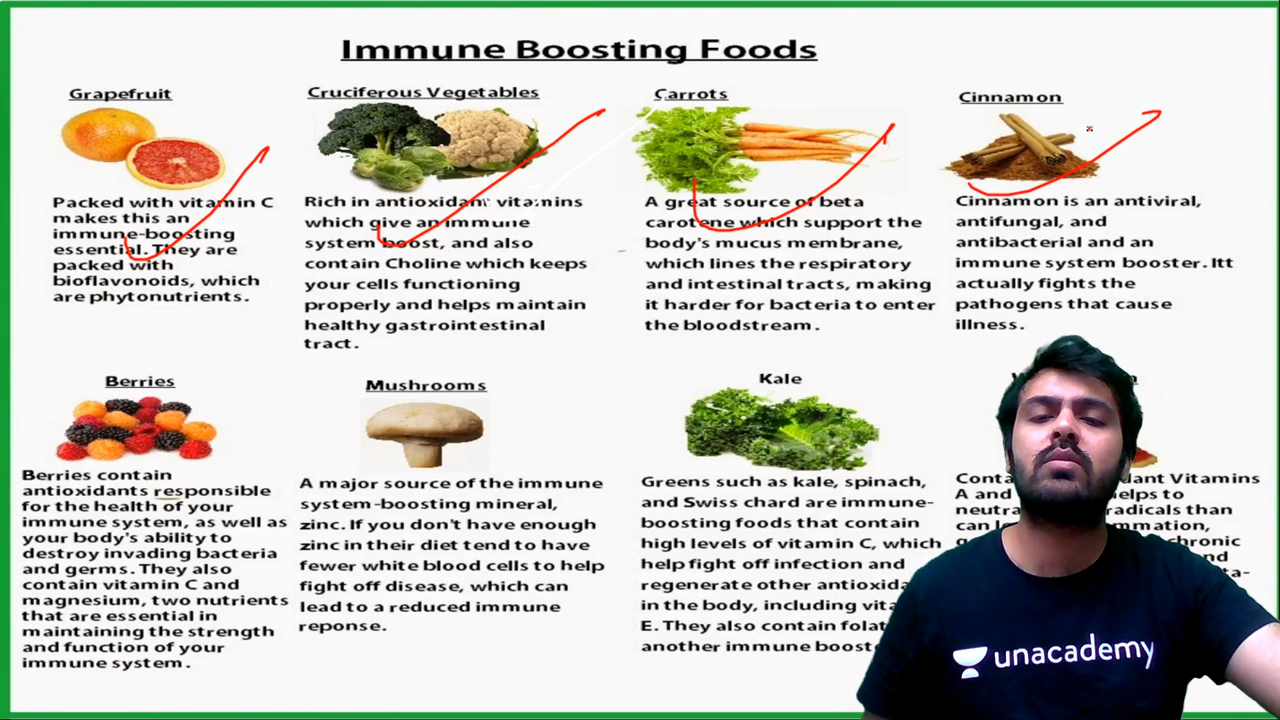 Immune Boosting Foods
Grapefruit
Packed with vitamin C
makes this an
immune-boosting
essential. They are
packed with
bioflavonoids, which
are phytonutrients.
Cruciferous Vegetables
Rich in antioxidant vitamins
which give an immune
system boost, and also
contain Choline which keeps
your cells functioning
properly and helps maintain
healthy gastrointestinal
tract.
Carrots
A great source of beta
carotene which support the
body's mucus membrane,
which lines the respiratory
and intestinal tracts, making
it harder for bacteria to enter
the bloodstream.
Cinnamon
Cinnamon is an antiviral,
antifungal, and
antibacterial and an
immune system booster. Itt
actually fights the
pathogens that cause
illness.
Berries
Berries contain
antioxidants responsible
for the health of your
immune system, as well as
your body's ability to
destroy invading bacteria
and germs. They also
contain vitamin C and
magnesium, two nutrients
that are essential in
maintaining the strength
and function of your
immune system.
Mushrooms
A major source of the immune
system-boosting mineral,
zinc. If you don't have enough
zinc in their diet tend to have
fewer white blood cells to help
fight off disease, which can
lead to a reduced immune
reponse.
Kale
Greens such as kale, spinach,
and Swiss chard are immune-
boosting foods that contain
high levels of vitamin C, which
help fight off infection and
regenerate other
in the body, including
E. They also contain
another immune
Vitamins
A and helps to
radicals than
can
unacademy